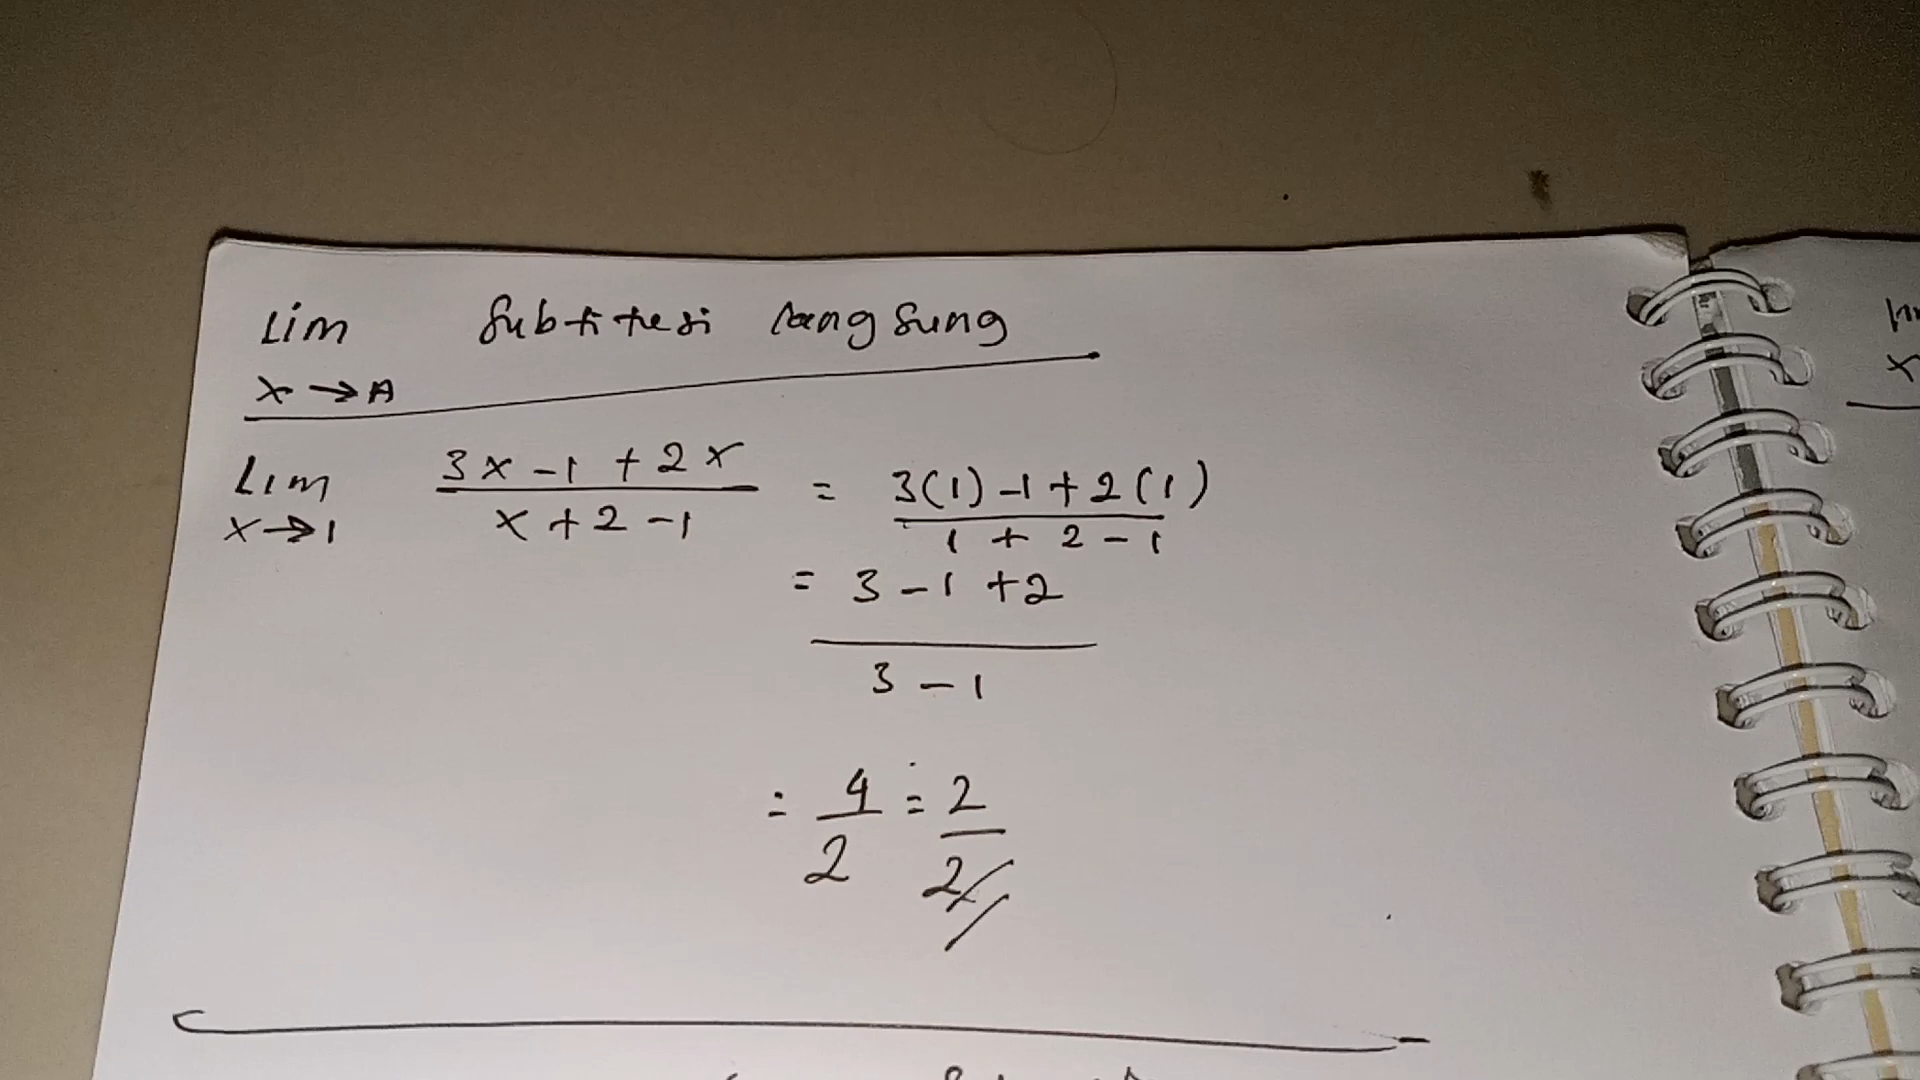 Lim Subtitusi langsung
x → A
Lim 3x - 1 + 2x = 3(1) - 1 + 2(1)
x → 1 x + 2 - 1 1 + 2 - 1
= 3 - 1 + 2
3 - 1
= 4 = 2
2 2